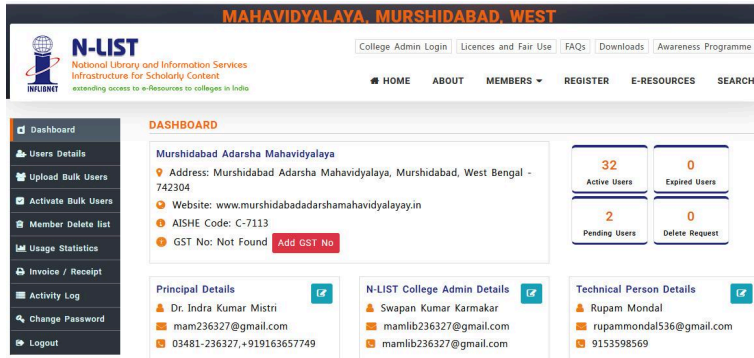 MAHAVIDYALAYA, MURSHIDABAD, WEST
INFLIBNET
N-LIST
National Library and Information Services
Infrastructure for Scholarly Content
extending access to e-Resources to colleges in India
College Admin Login Licences and Fair Use FAQs Downloads Awareness Programme
HOME ABOUT MEMBERS REGISTER E-RESOURCES SEARCH
Dashboard
Users Details
Upload Bulk Users
Activate Bulk Users
Member Delete list
Usage Statistics
Invoice / Receipt
Activity Log
Change Password
Logout
DASHBOARD
Murshidabad Adarsha Mahavidyalaya
Address: Murshidabad Adarsha Mahavidyalaya, Murshidabad, West Bengal -
742304
Website: www.murshidabadadarshamahavidyalayay.in
AISHE Code: C-7113
GST No: Not Found Add GST No
32
Active Users
0
Expired Users
2
Pending Users
0
Delete Request
Principal Details
Dr. Indra Kumar Mistri
mam236327@gmail.com
03481-236327,+919163657749
N-LIST College Admin Details
Swapan Kumar Karmakar
mamlib236327@gmail.com
mamlib236327@gmail.com
Technical Person Details
Rupam Mondal
rupammondal536@gmail.com
9153598569